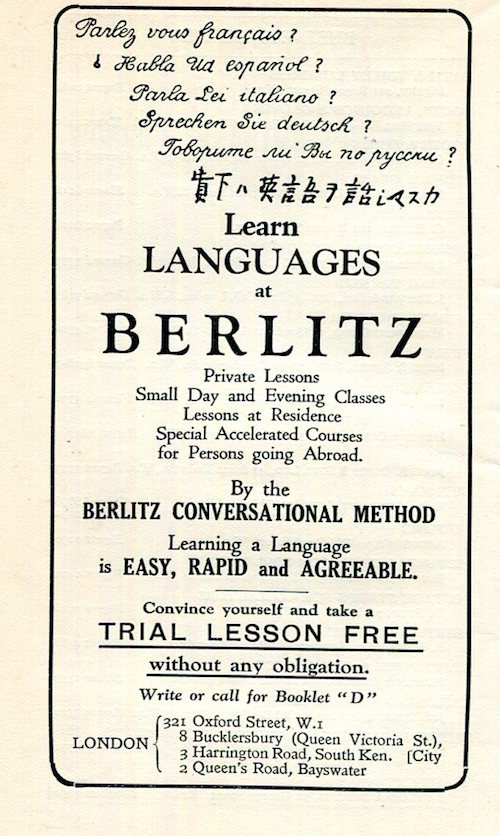 Parlez vous français ?
¿ Habla Ud español ?
Parla Lei italiano ?
Sprechen Sie deutsch ?
Говорите ли Вы по русски ?
貴下ハ英語ヲ話シマスカ
Learn
LANGUAGES
at
BERLITZ
Private Lessons
Small Day and Evening Classes
Lessons at Residence
Special Accelerated Courses
for Persons going Abroad.
By the
BERLITZ CONVERSATIONAL METHOD
Learning a Language
is EASY, RAPID and AGREEABLE.
Convince yourself and take a
TRIAL LESSON FREE
without any obligation.
Write or call for Booklet “D”
LONDON
321 Oxford Street, W.1
8 Bucklersbury (Queen Victoria St.),
3 Harrington Road, South Ken. [City
2 Queen's Road, Bayswater